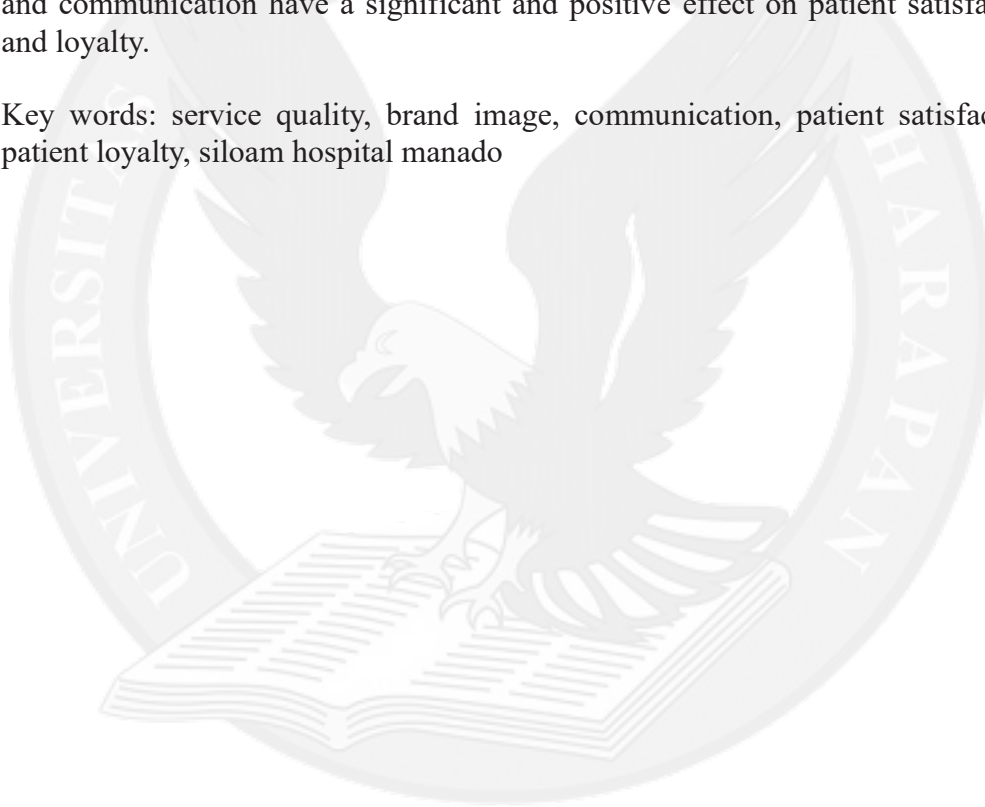 and communication have a significant and positive effect on patient satisfa
and loyalty.
Key words: service quality, brand image, communication, patient satisfac
patient loyalty, siloam hospital manado
UNIVERSITAS
HARAPAN